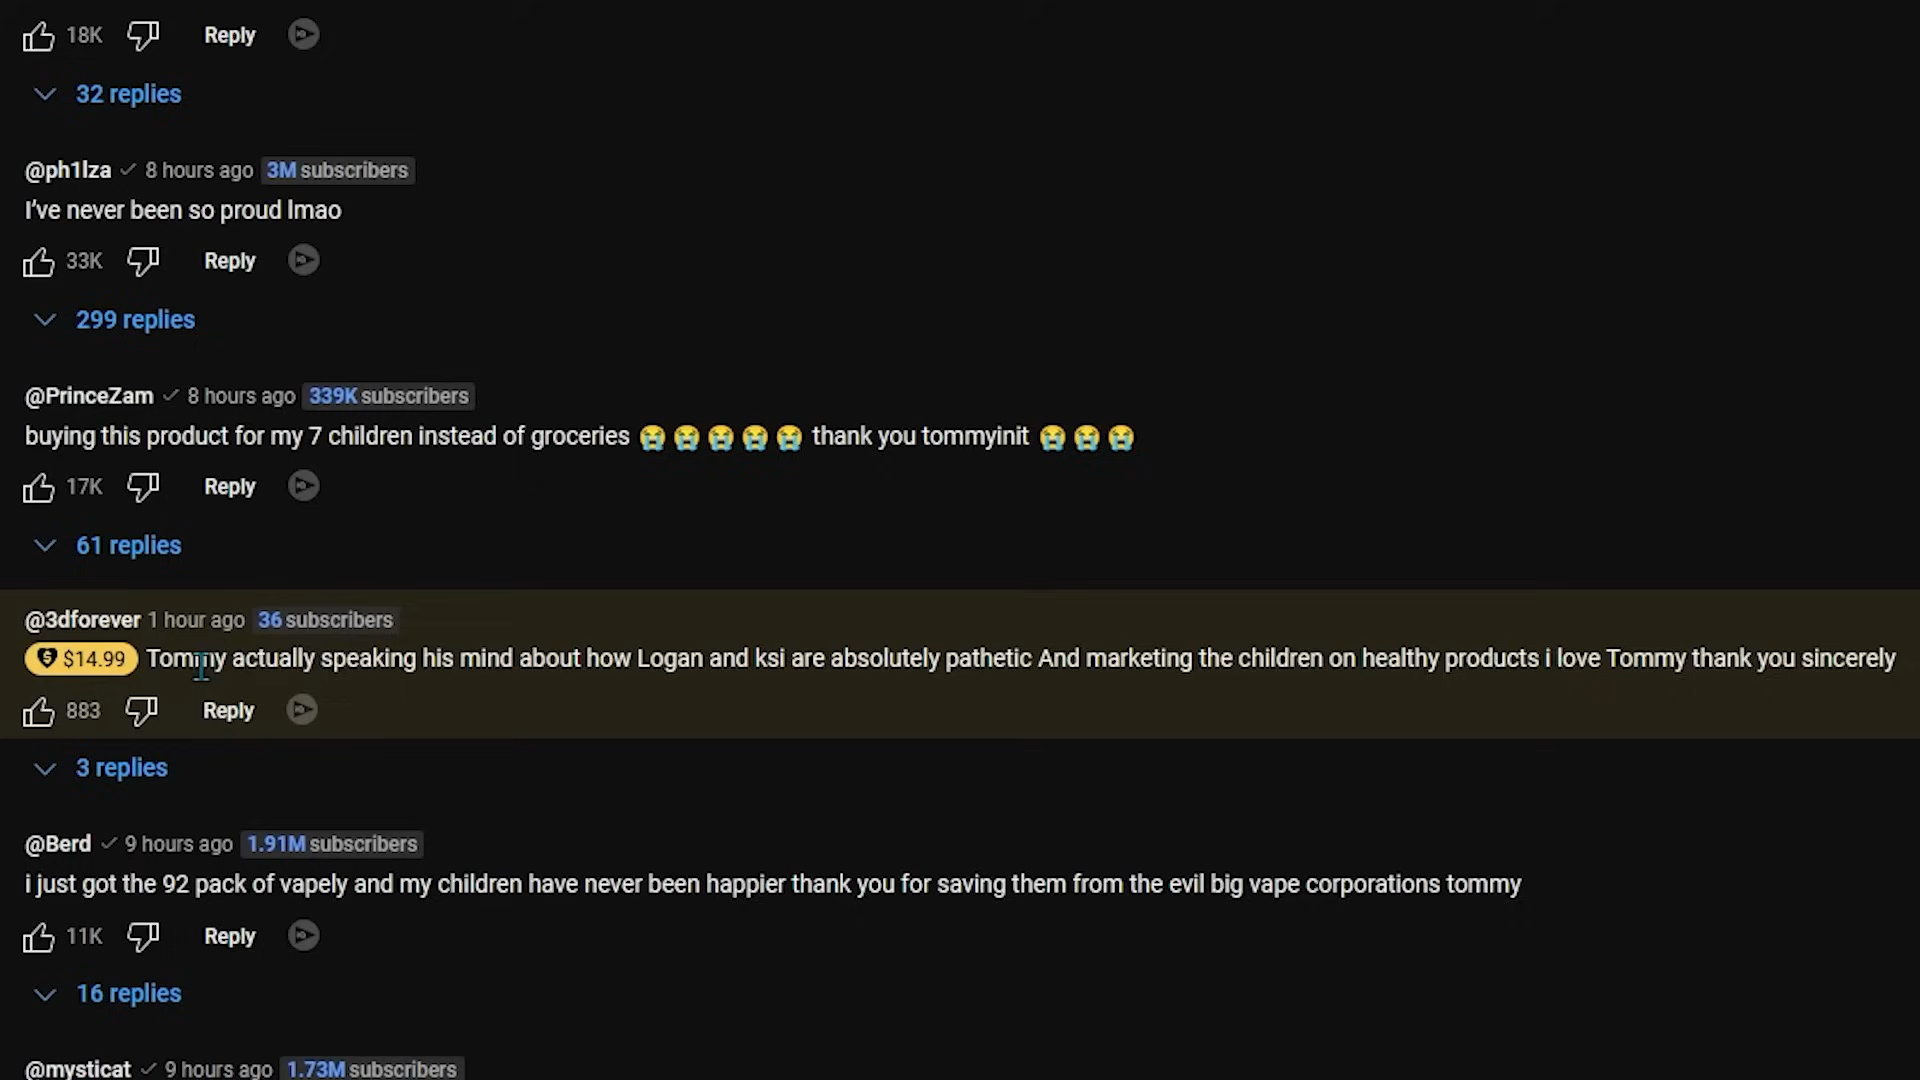 18K Reply
32 replies
@ph1lza 8 hours ago 3M subscribers
I’ve never been so proud lmao
33K Reply
299 replies
@PrinceZam 8 hours ago 339K subscribers
buying this product for my 7 children instead of groceries 😭😭😭😭😭 thank you tommyinit 😭😭😭
17K Reply
61 replies
@3dforever 1 hour ago 36 subscribers
$14.99 Tommy actually speaking his mind about how Logan and ksi are absolutely pathetic And marketing the children on healthy products i love Tommy thank you sincerely
883 Reply
3 replies
@Berd 9 hours ago 1.91M subscribers
i just got the 92 pack of vapely and my children have never been happier thank you for saving them from the evil big vape corporations tommy
11K Reply
16 replies
@mysticat 9 hours ago 1.73M subscribers